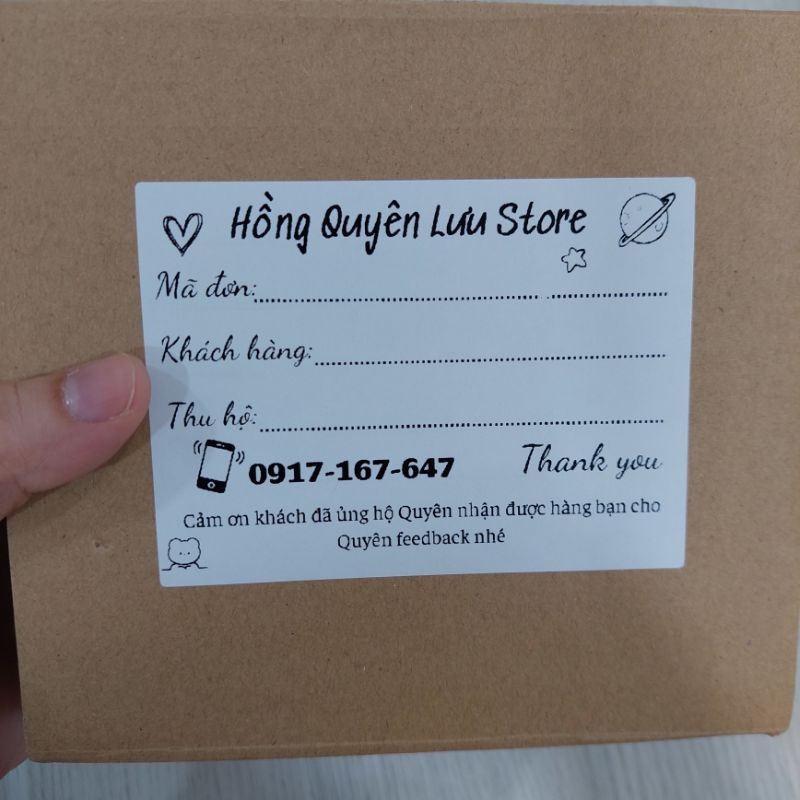 Hồng Quyên Lưu Store
Mã đơn:
Khách hàng:
Thu hộ:
0917-167-647 Thank you
Cảm ơn khách đã ủng hộ Quyên nhận được hàng bạn cho
Quyên feedback nhé